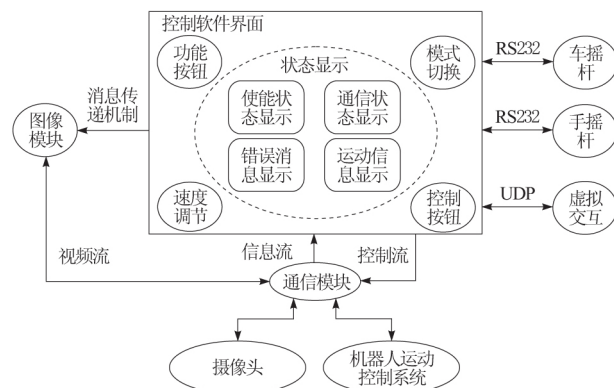 控制软件界面
功能
按钮
状态显示
模式
切换
RS232
车摇
杆
使能状
态显示
通信状
态显示
消息传
递机制
图像
模块
RS232
手摇
杆
错误消
息显示
运动信
息显示
速度
调节
控制
按钮
UDP
虚拟
交互
视频流
信息流
控制流
通信模块
摄像头
机器人运动
控制系统